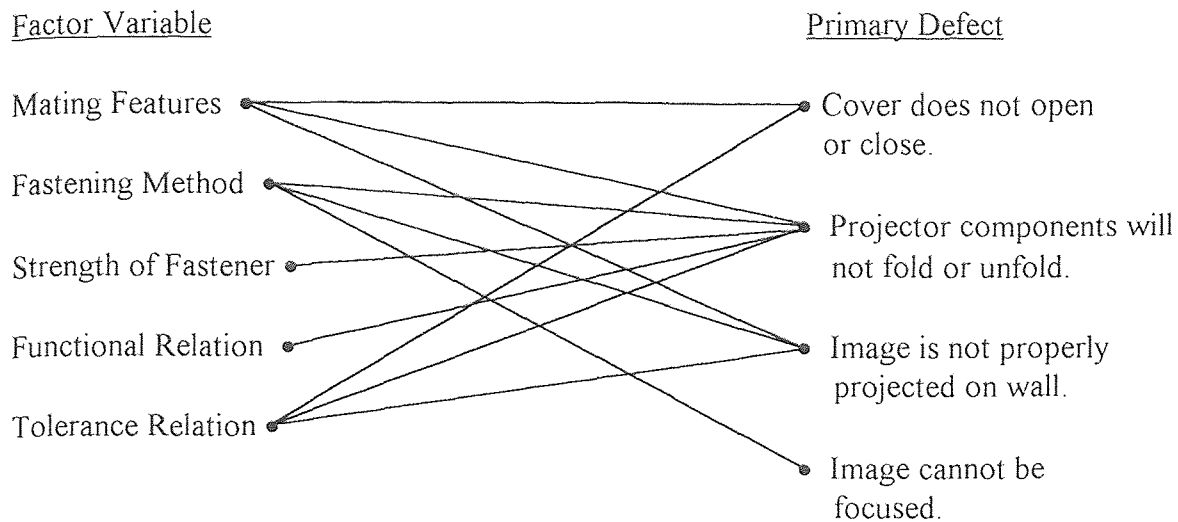 Factor Variable
Primary Defect
Mating Features
Cover does not open
or close.
Fastening Method
Projector components will
not fold or unfold.
Strength of Fastener
Functional Relation
Image is not properly
projected on wall.
Tolerance Relation
Image cannot be
focused.